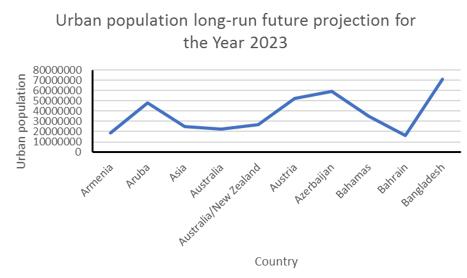 Urban population long-run future projection for
the Year 2023
Urban population
80000000
70000000
60000000
50000000
40000000
30000000
20000000
10000000
0
Armenia
Aruba
Asia
Australia
Australia/New Zealand
Austria
Azerbaijan
Bahamas
Bahrain
Bangladesh
Country